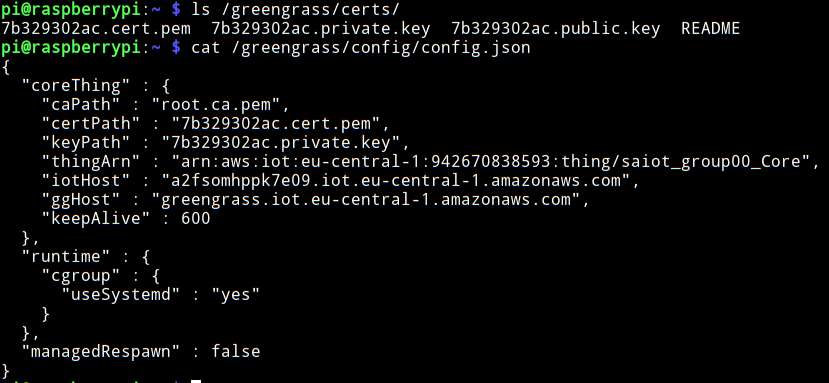 pi@raspberrypi:~ $ ls /greengrass/certs/
7b329302ac.cert.pem  7b329302ac.private.key  7b329302ac.public.key  README
pi@raspberrypi:~ $ cat /greengrass/config/config.json
{
  "coreThing" : {
    "caPath" : "root.ca.pem",
    "certPath" : "7b329302ac.cert.pem",
    "keyPath" : "7b329302ac.private.key",
    "thingArn" : "arn:aws:iot:eu-central-1:942670838593:thing/saiot_group00_Core",
    "iotHost" : "a2fsomhppk7e09.iot.eu-central-1.amazonaws.com",
    "ggHost" : "greengrass.iot.eu-central-1.amazonaws.com",
    "keepAlive" : 600
  },
  "runtime" : {
    "cgroup" : {
      "useSystemd" : "yes"
    }
  },
  "managedRespawn" : false
}
pi@raspberrypi:~ $